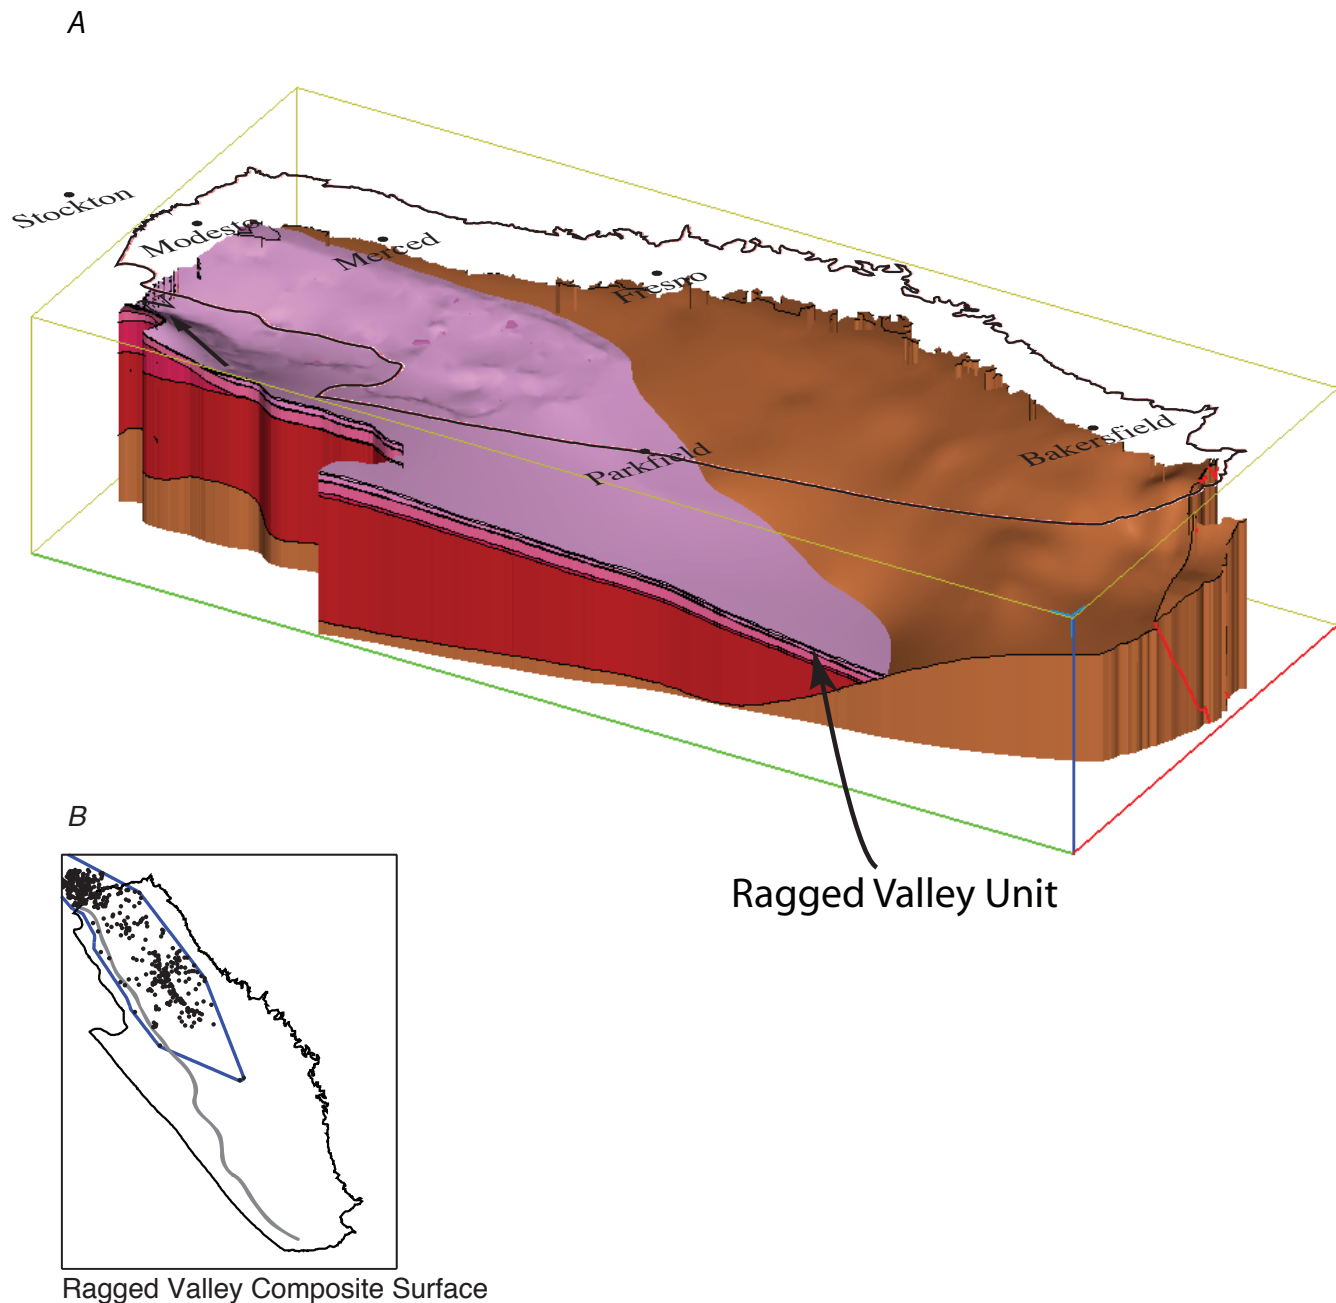 A
Stockton
Modesto
Merced
Fresno
Parkfield
Bakersfield
N
Ragged Valley Unit
B
Ragged Valley Composite Surface